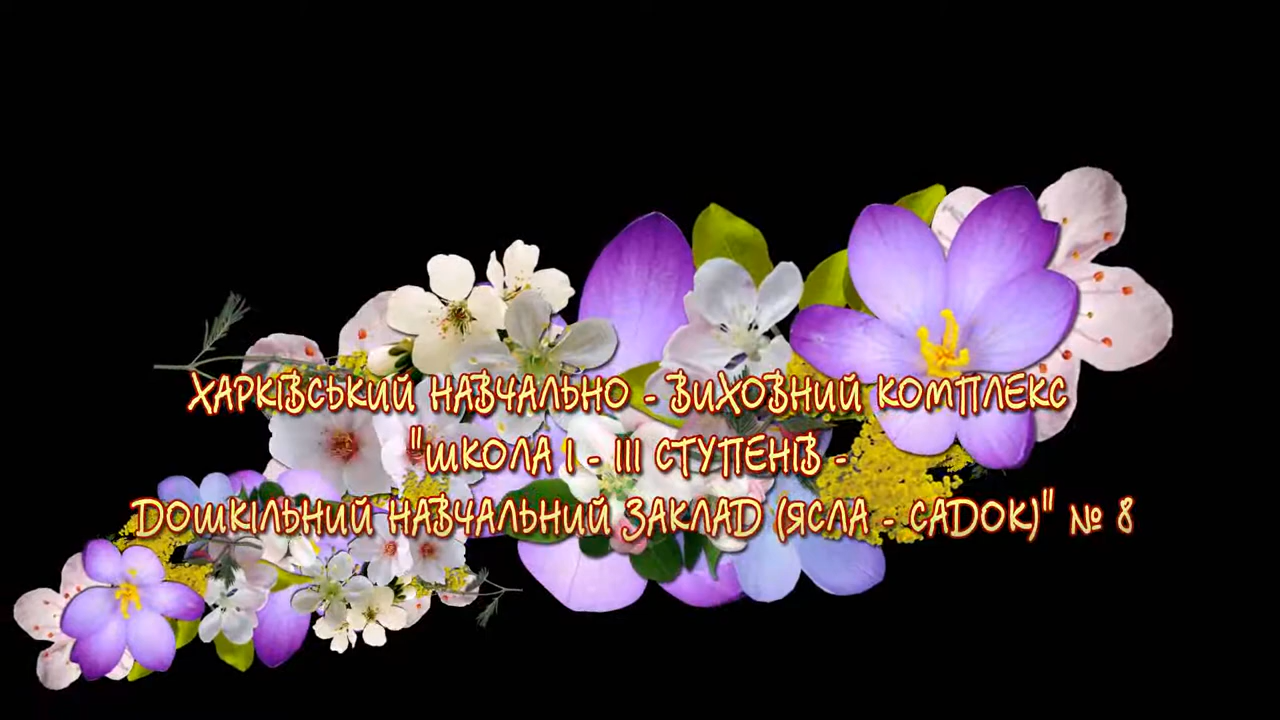 ХАРКІВСЬКИЙ НАВЧАЛЬНО - ВИХОВНИЙ КОМПЛЕКС
"ШКОЛА І - ІІІ СТУПЕНІВ -
ДОШКІЛЬНИЙ НАВЧАЛЬНИЙ ЗАКЛАД (ЯСЛА - САДОК)" № 8